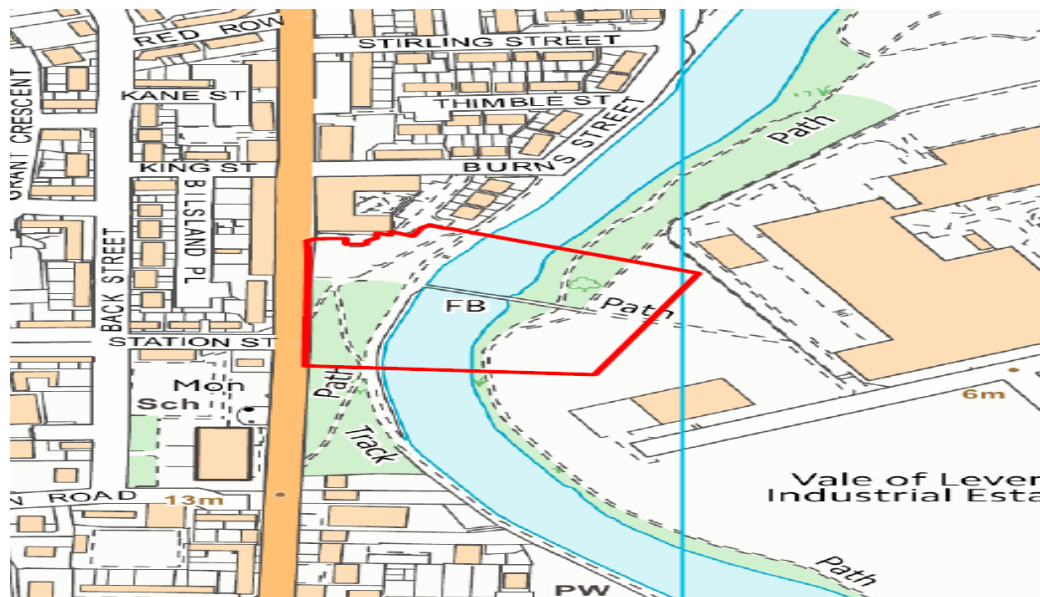 RED ROW
STIRLING STREET
KANE ST
THIMBLE ST
GRANT CRESCENT
Path
KING ST
BURNS STREET
BILLSLAND PL
BACK STREET
FB
Path
STATION ST
Mon
Sch
Path
6m
Track
Vale of Leven
Industrial Esta
N ROAD
13m
Path
PW